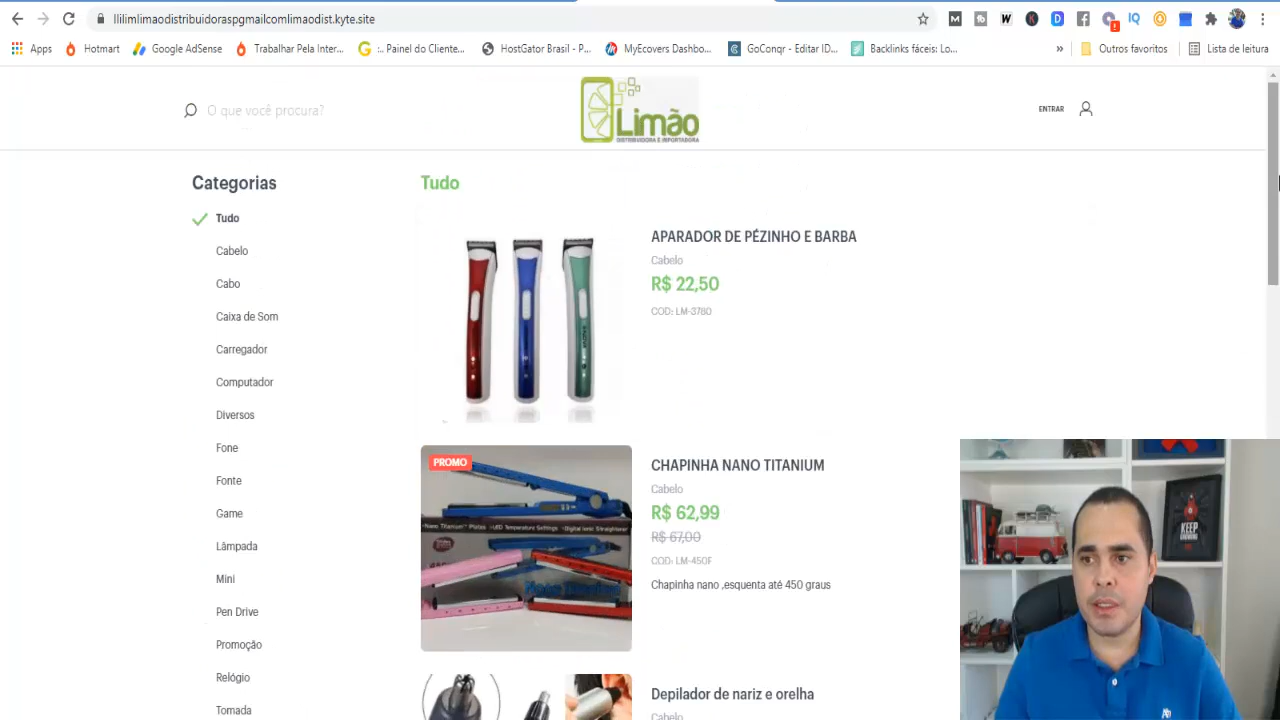 llilimlimaodistribuidoraspgmailcomlimaodist.kyte.site
Apps
Hotmart
Google AdSense
Trabalhar Pela Inter...
:. Painel do Cliente...
HostGator Brasil - P...
MyEcovers Dashbo...
GoConqr - Editar ID...
Backlinks fáceis: Lo...
»
Outros favoritos
Lista de leitura
O que você procura?
Limão
DISTRIBUIDORA E IMPORTADORA
ENTRAR
Categorias
Tudo
Cabelo
Cabo
Caixa de Som
Carregador
Computador
Diversos
Fone
Fonte
Game
Lâmpada
Mini
Pen Drive
Promoção
Relógio
Tomada
Tudo
APARADOR DE PÉZINHO E BARBA
Cabelo
R$ 22,50
COD: LM-3780
PROMO
CHAPINHA NANO TITANIUM
Cabelo
R$ 62,99
R$ 67,00
COD: LM-450F
Chapinha nano ,esquenta até 450 graus
Depilador de nariz e orelha
Cabelo
KEEP